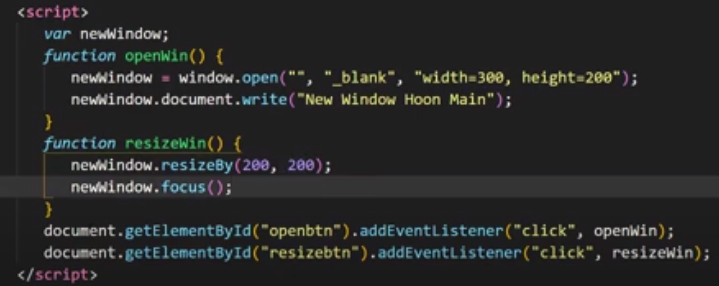 <script>
var newWindow;
function openWin() {
newWindow = window.open("", "_blank", "width=300, height=200");
newWindow.document.write("New Window Hoon Main");
}
function resizeWin() {
newWindow.resizeBy(200, 200);
newWindow.focus();
}
document.getElementById("openbtn").addEventListener("click", openWin);
document.getElementById("resizebtn").addEventListener("click", resizeWin);
</script>